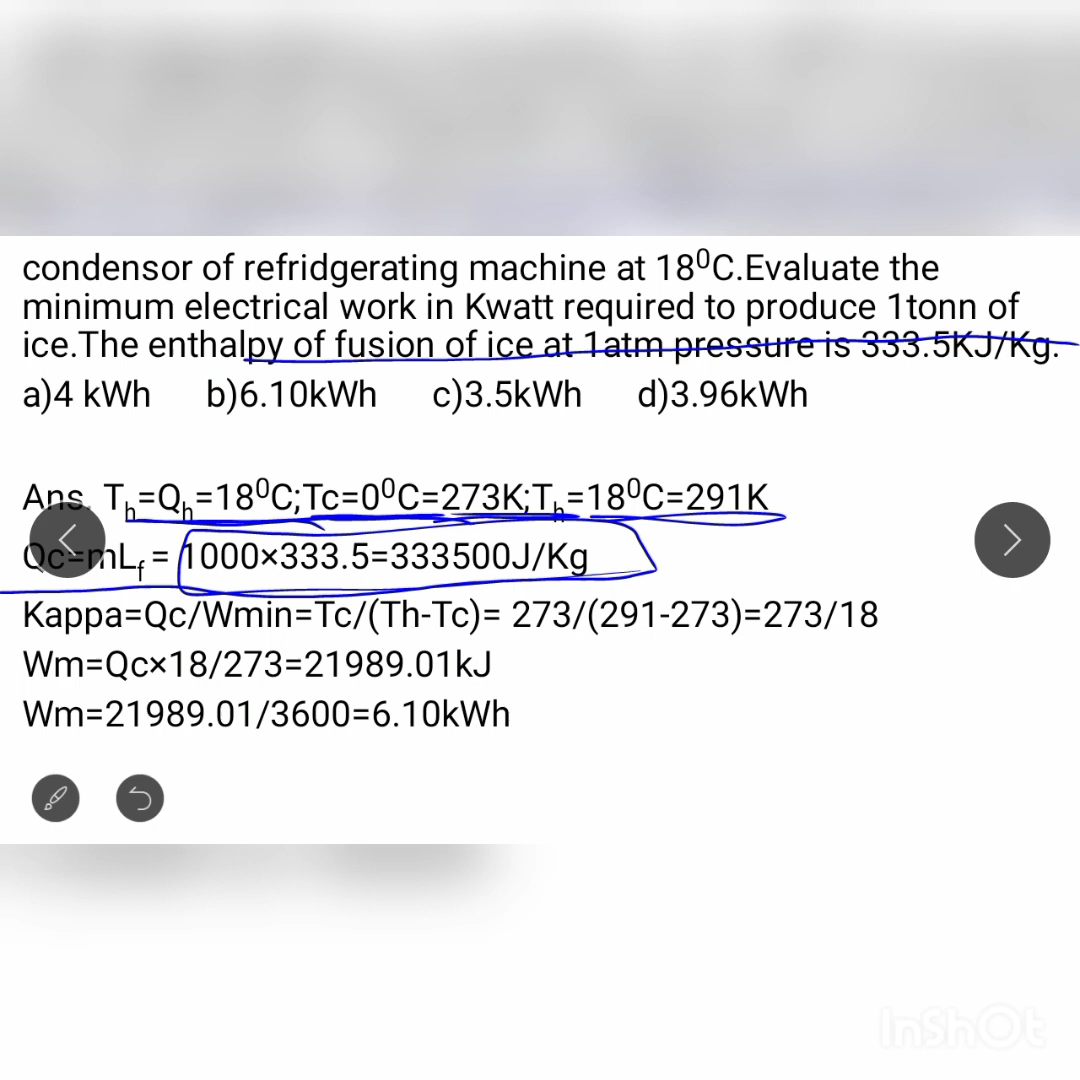 condensor of refridgerating machine at 18⁰C.Evaluate the
minimum electrical work in Kwatt required to produce 1tonn of
ice.The enthalpy of fusion of ice at 1atm pressure is 333.5KJ/Kg.
a)4 kWh b)6.10kWh c)3.5kWh d)3.96kWh
Ans. Tₕ=Qₕ=18⁰C;Tc=0⁰C=273K;Tₕ=18⁰C=291K
Qc=mLf = 1000×333.5=333500J/Kg
Kappa=Qc/Wmin=Tc/(Th-Tc)= 273/(291-273)=273/18
Wm=Qc×18/273=21989.01kJ
Wm=21989.01/3600=6.10kWh
InShOt